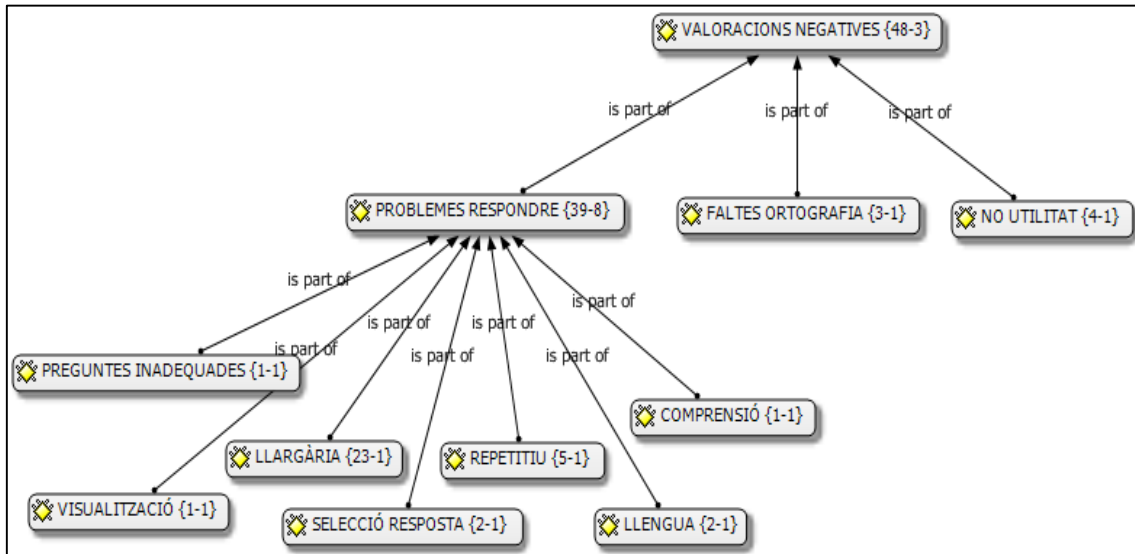 VALORACIONS NEGATIVES {48-3}
is part of
is part of
is part of
PROBLEMES RESPONDRE {39-8}
FALTES ORTOGRAFIA {3-1}
NO UTILITAT {4-1}
is part of
is part of
is part of
is part of
is part of
is part of
is part of
PREGUNTES INADEQUADES {1-1}
COMPRENSIÓ {1-1}
LLARGÀRIA {23-1}
REPETITIU {5-1}
VISUALITZACIÓ {1-1}
SELECCIÓ RESPOSTA {2-1}
LLENGUA {2-1}